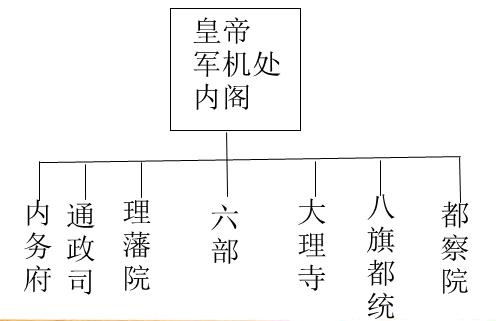 皇帝
军机处
内阁
内务府
通政司
理藩院
六部
大理寺
八旗都统
都察院